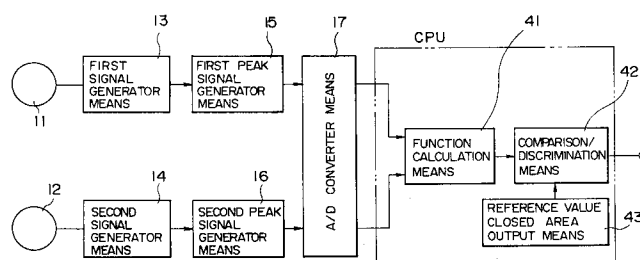 13
15
17
CPU
41
42
FIRST
SIGNAL
GENERATOR
MEANS
FIRST PEAK
SIGNAL
GENERATOR
MEANS
11
A/D CONVERTER MEANS
FUNCTION
CALCULATION
MEANS
COMPARISON/
DISCRIMINATION
MEANS
12
14
16
SECOND
SIGNAL
GENERATOR
MEANS
SECOND PEAK
SIGNAL
GENERATOR
MEANS
REFERENCE VALUE
CLOSED AREA
OUTPUT MEANS
43